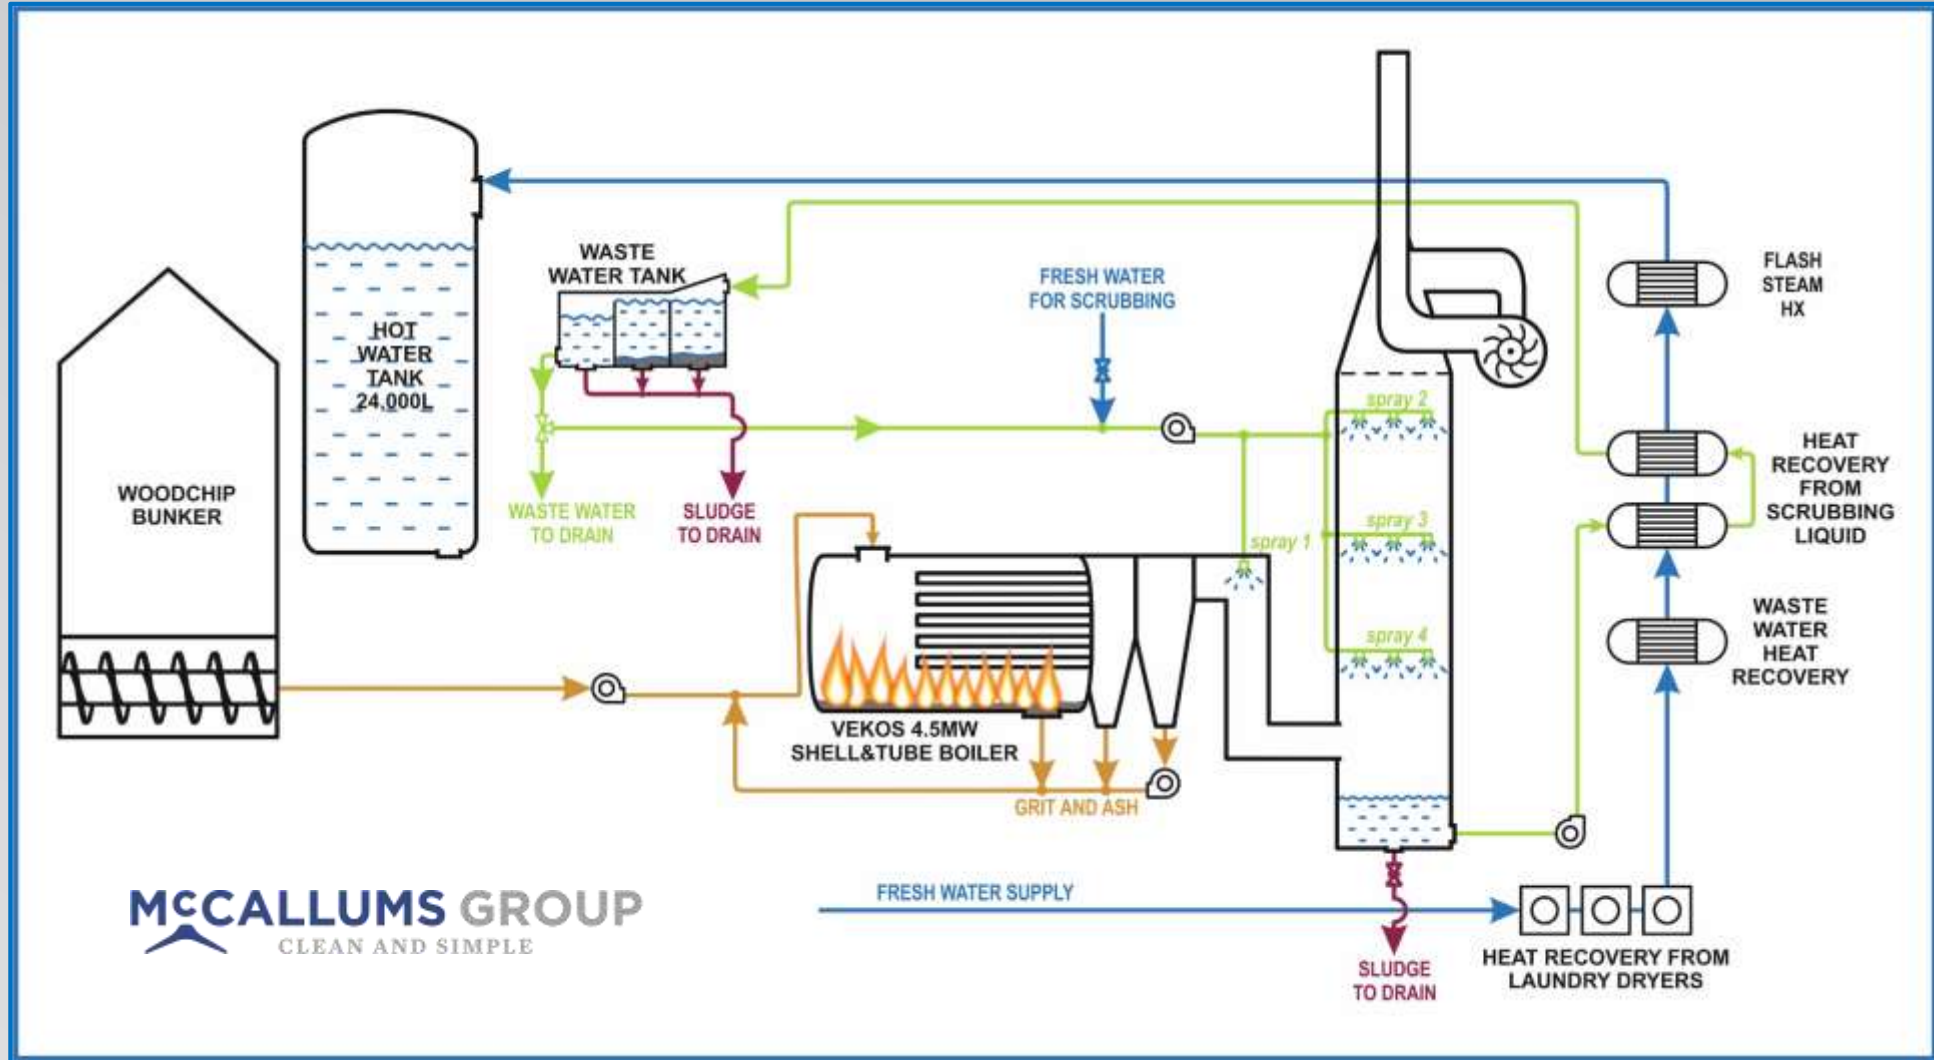 WASTE
WATER TANK
FRESH WATER
FOR SCRUBBING
FLASH
STEAM
HX
HOT
WATER
TANK
24,000L
spray 2
WOODCHIP
BUNKER
WASTE WATER
TO DRAIN
SLUDGE
TO DRAIN
spray 1
spray 3
HEAT
RECOVERY
FROM
SCRUBBING
LIQUID
spray 4
WASTE
WATER
HEAT
RECOVERY
VEKOS 4.5MW
SHELL&TUBE BOILER
GRIT AND ASH
FRESH WATER SUPPLY
McCALLUMS GROUP
CLEAN AND SIMPLE
SLUDGE
TO DRAIN
HEAT RECOVERY FROM
LAUNDRY DRYERS